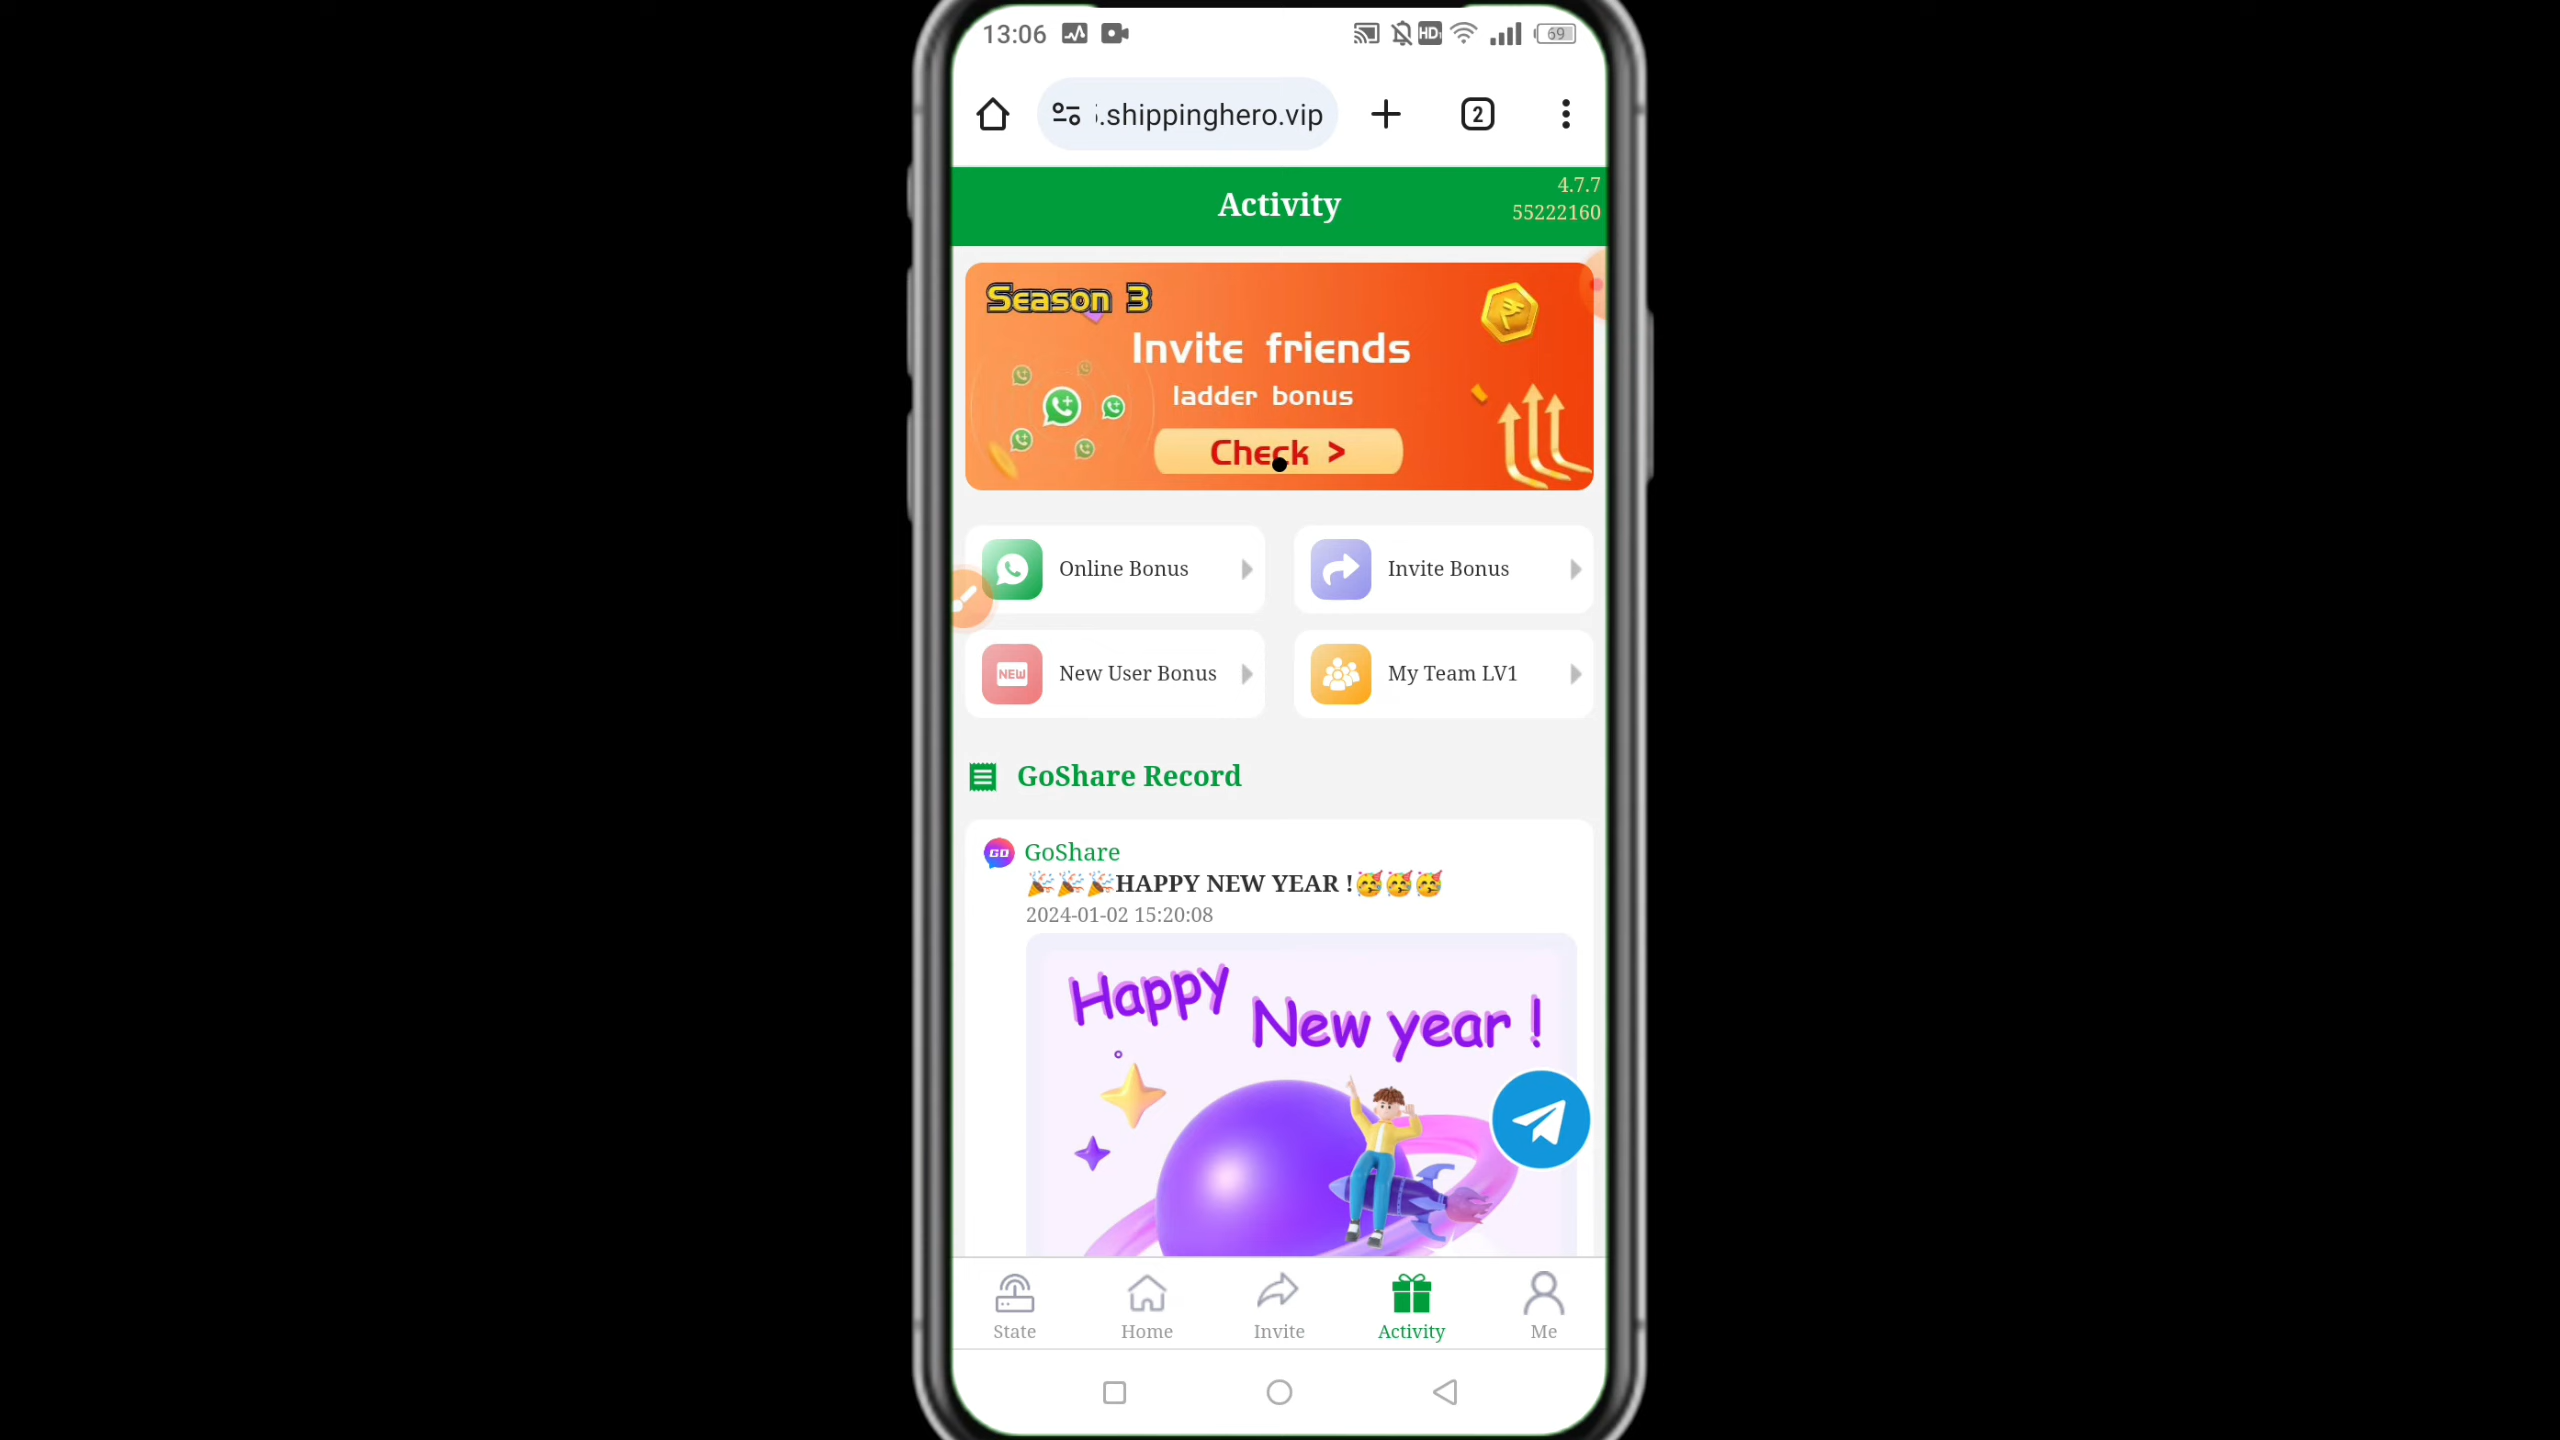 13:06
HD
69
.shippinghero.vip
2
Activity
4.7.7
55222160
Season 3
Invite friends
ladder bonus
Check >
Online Bonus
Invite Bonus
NEW
New User Bonus
My Team LV1
GoShare Record
GO
GoShare
🎉🎉🎉HAPPY NEW YEAR !🥳🥳🥳
2024-01-02 15:20:08
Happy
New year !
State
Home
Invite
Activity
Me